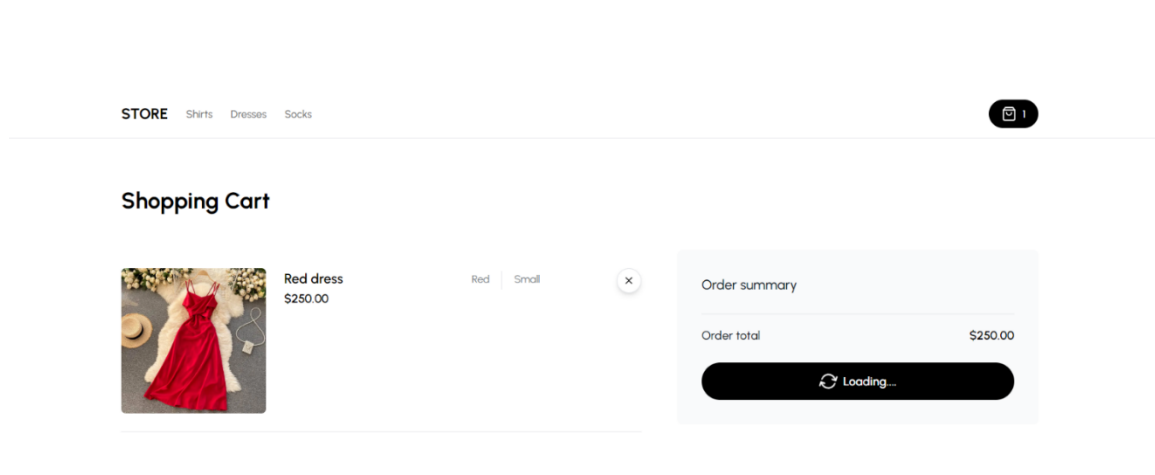 STORE Shirts Dresses Socks 1
Shopping Cart
Red dress Red Small
$250.00
Order summary
Order total $250.00
Loading....